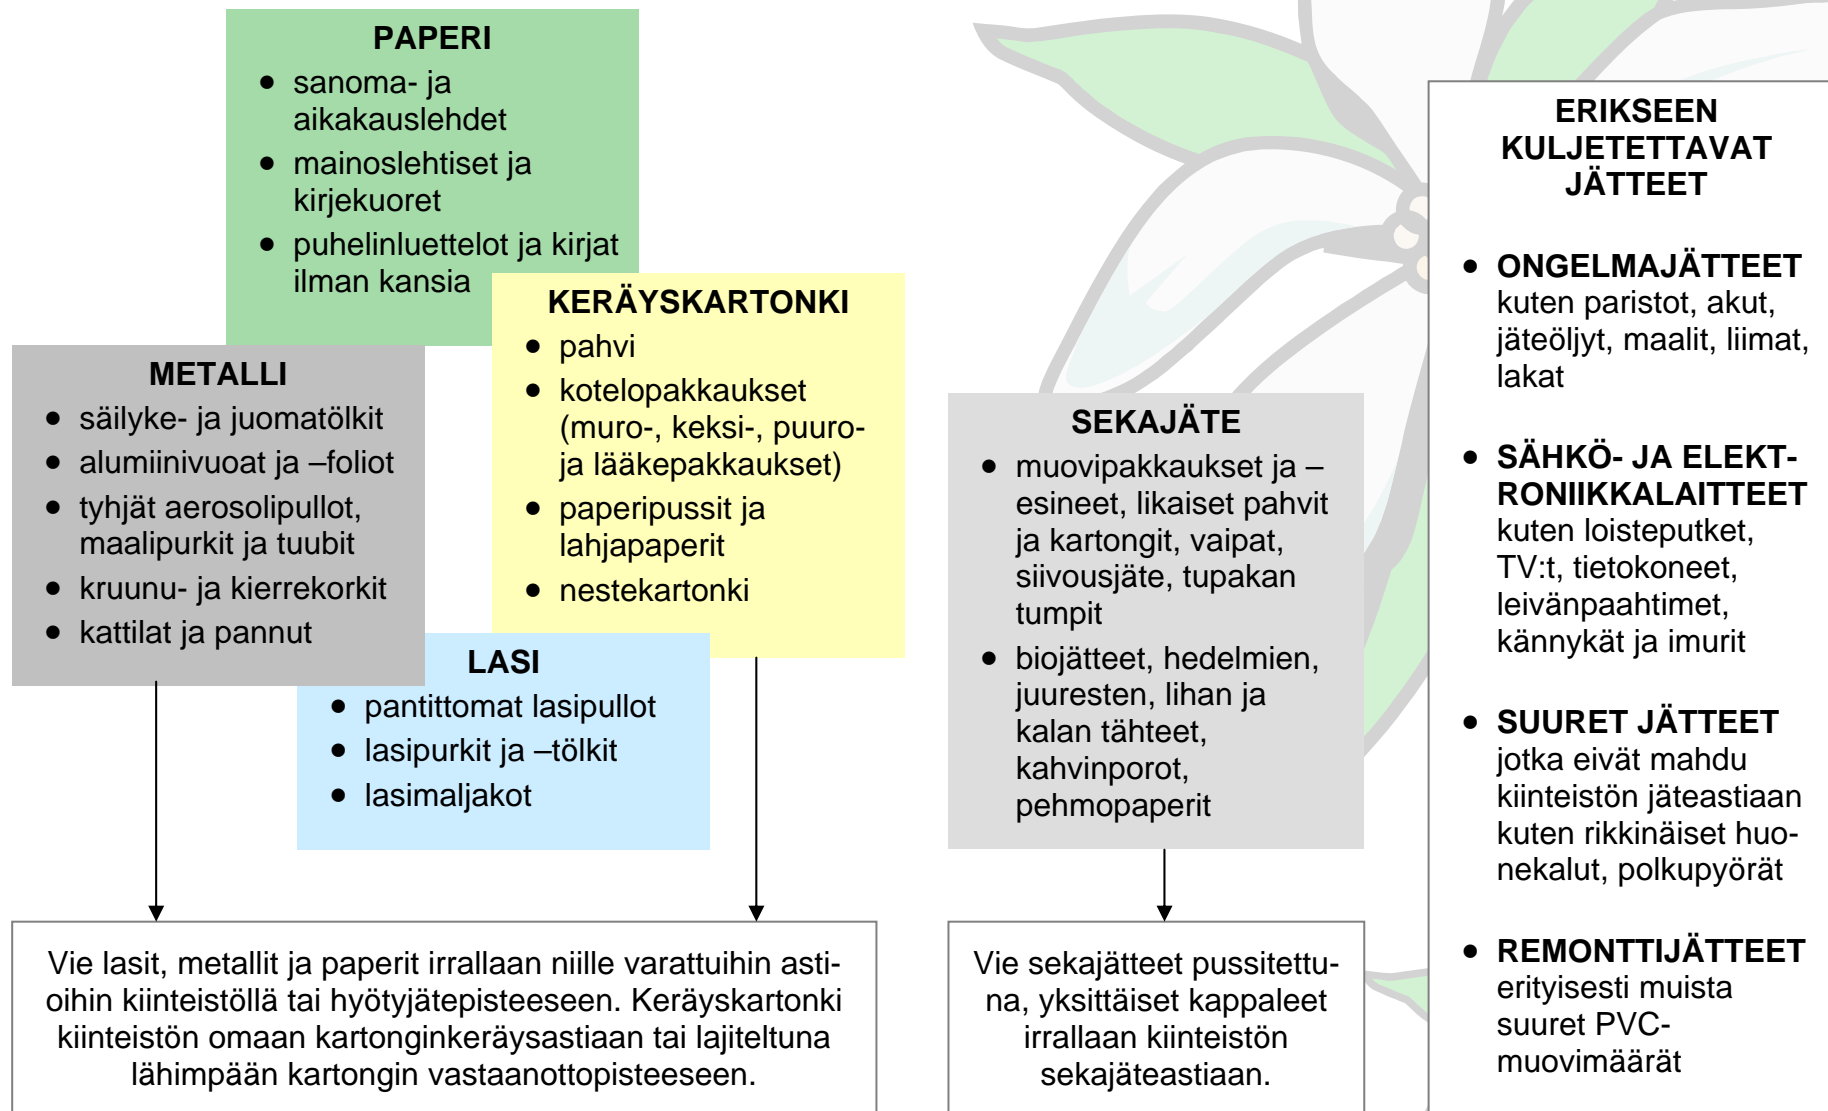 PAPERI
• sanoma- ja
aikakauslehdet
• mainoslehtiset ja
kirjekuoret
• puhelinluettelot ja kirjat
ilman kansia
KERÄYSKARTONKI
• pahvi
• kotelopakkaukset
(muro-, keksi-, puuro-
ja lääkepakkaukset)
• paperipussit ja
lahjapaperit
• nestekartonki
METALLI
• säilyke- ja juomatölkit
• alumiinivuoat ja –foliot
• tyhjät aerosolipullot,
maalipurkit ja tuubit
• kruunu- ja kierrekorkit
• kattilat ja pannut
LASI
• pantittomat lasipullot
• lasipurkit ja –tölkit
• lasimaljakot
Vie lasit, metallit ja paperit irrallaan niille varattuihin asti-
oihin kiinteistöllä tai hyötyjätepisteeseen. Keräyskartonki
kiinteistön omaan kartonginkeräysastiaan tai lajiteltuna
lähimpään kartongin vastaanottopisteeseen.
SEKAJÄTE
• muovipakkaukset ja –
esineet, likaiset pahvit
ja kartongit, vaipat,
siivousjäte, tupakan
tumpit
• biojätteet, hedelmien,
juuresten, lihan ja
kalan tähteet,
kahvinporot,
pehmopaperit
Vie sekajätteet pussitettu-
na, yksittäiset kappaleet
irrallaan kiinteistön
sekajäteastiaan.
ERIKSEEN
KULJETETTAVAT
JÄTTEET
• ONGELMAJÄTTEET
kuten paristot, akut,
jäteöljyt, maalit, liimat,
lakat
• SÄHKÖ- JA ELEKT-
RONIIKKALAITTEET
kuten loisteputket,
TV:t, tietokoneet,
leivänpaahtimet,
kännykät ja imurit
• SUURET JÄTTEET
jotka eivät mahdu
kiinteistön jäteastiaan
kuten rikkinäiset huo-
nekalut, polkupyörät
• REMONTTIJÄTTEET
erityisesti muista
suuret PVC-
muovimäärät